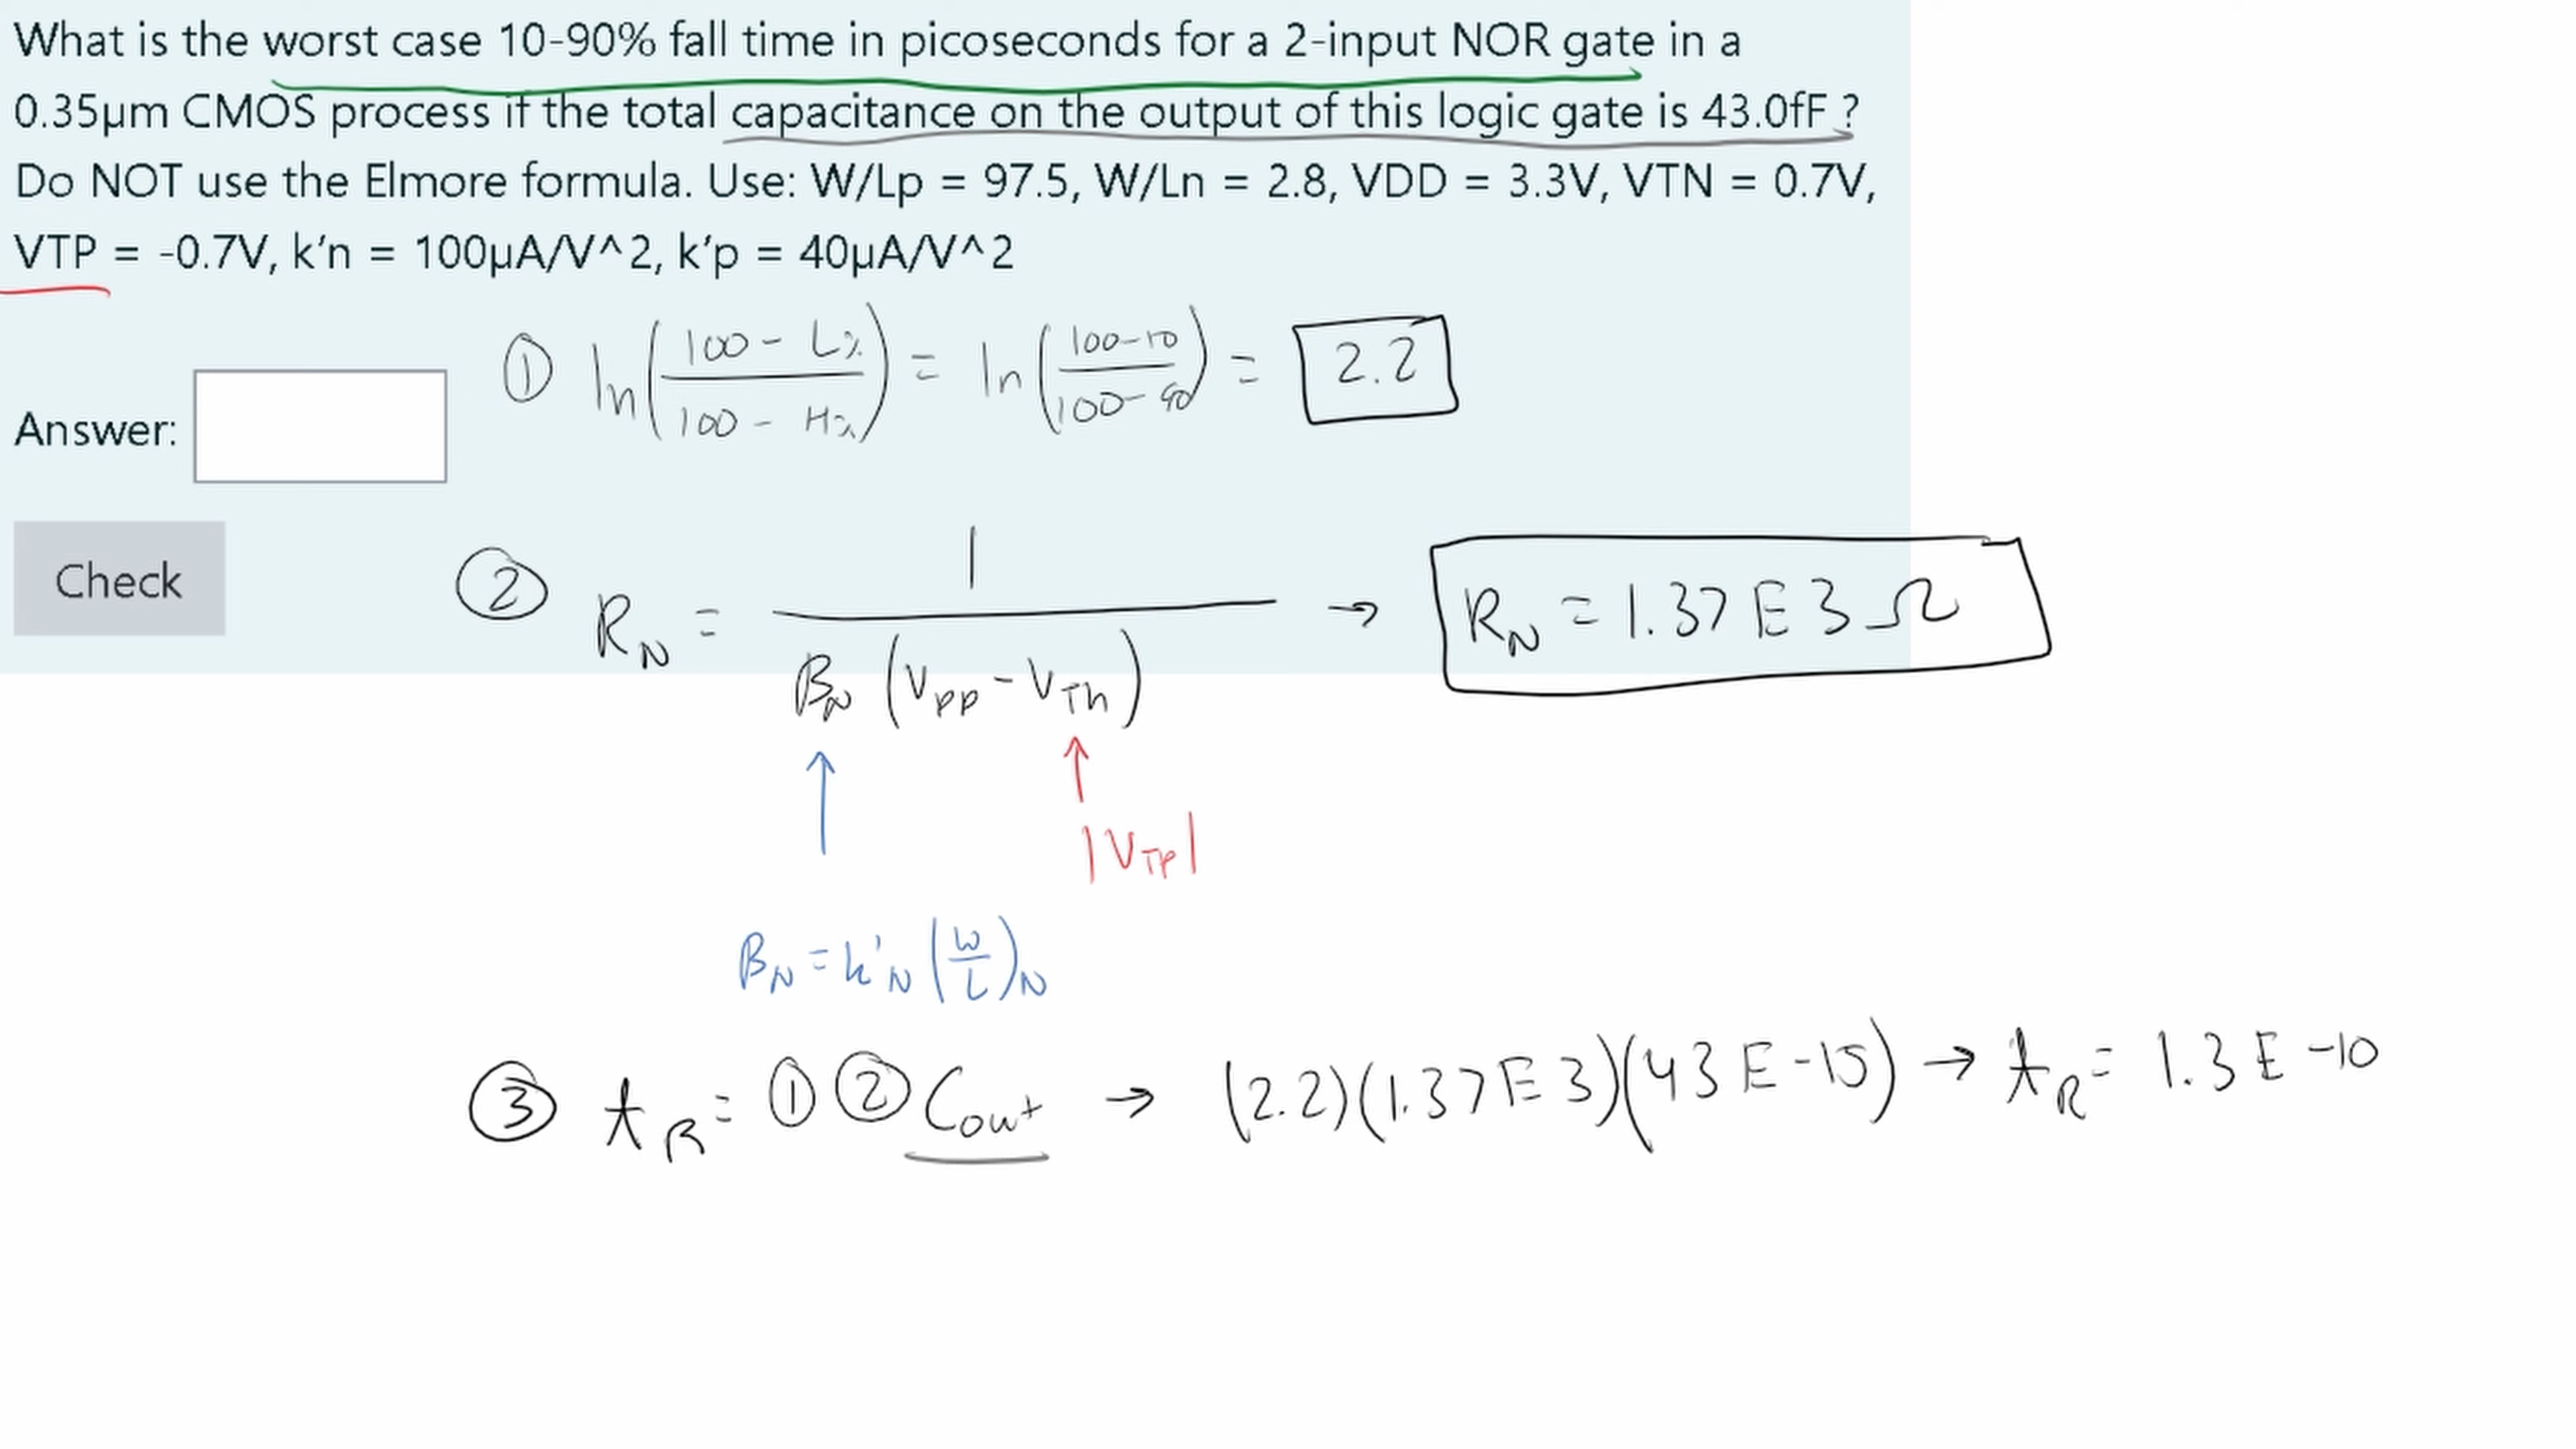 What is the worst case 10-90% fall time in picoseconds for a 2-input NOR gate in a
0.35µm CMOS process if the total capacitance on the output of this logic gate is 43.0fF ?
Do NOT use the Elmore formula. Use: W/Lp = 97.5, W/Ln = 2.8, VDD = 3.3V, VTN = 0.7V,
VTP = -0.7V, k′n = 100µA/V^2, k′p = 40µA/V^2
① ln((100 - L%)/(100 - H%)) = ln((100-10)/(100-90)) = 2.2
Answer:
Check
② R_N = 1/(β_N (V_DD - V_Th)) → R_N = 1.37 E 3 Ω
|V_TP|
β_N = k'_N (W/L)_N
③ t_R = ① ② C_out → (2.2)(1.37 E 3)(43 E -15) → t_R = 1.3 E -10